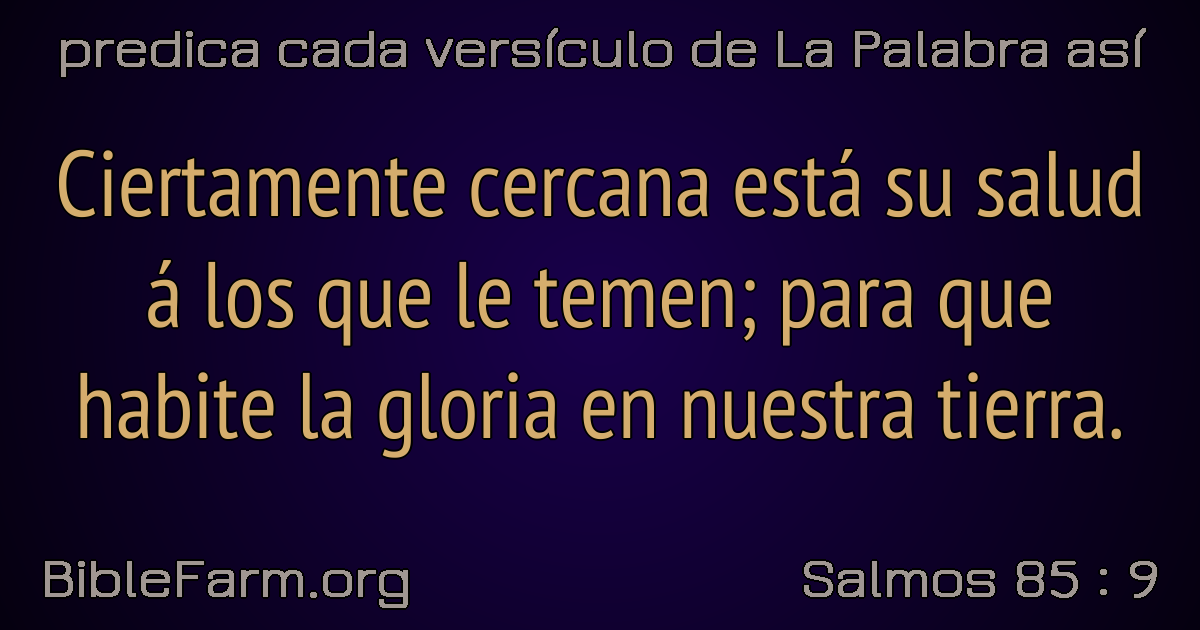 predica cada versículo de La Palabra así
Ciertamente cercana está su salud
á los que le temen; para que
habite la gloria en nuestra tierra.
BibleFarm.org
Salmos 85 : 9